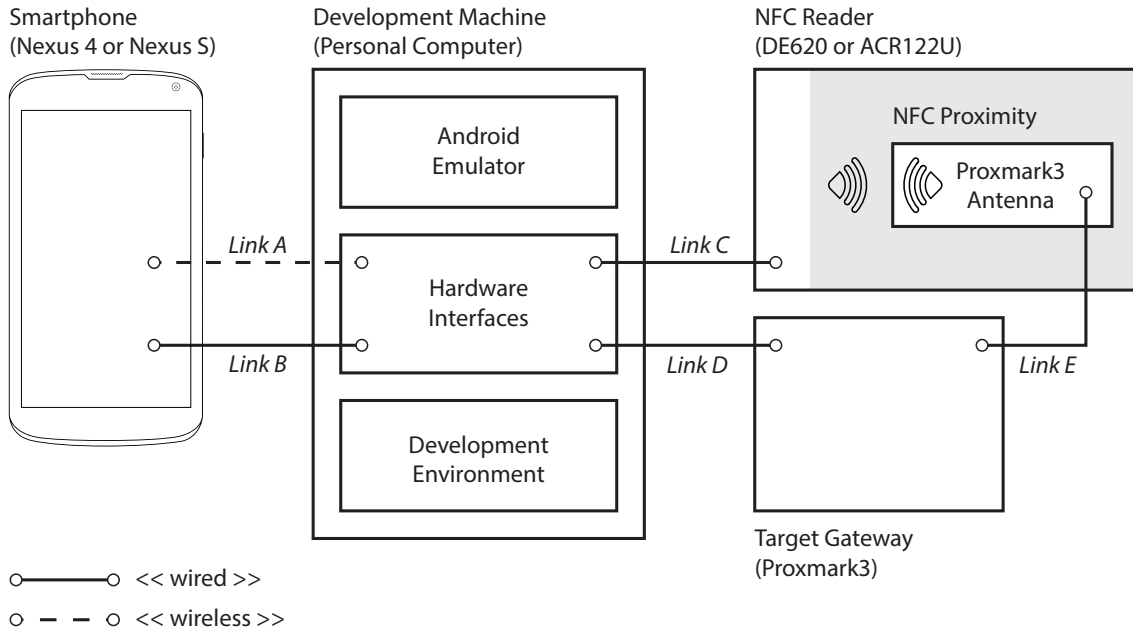 Smartphone
(Nexus 4 or Nexus S)
Development Machine
(Personal Computer)
NFC Reader
(DE620 or ACR122U)
Android
Emulator
NFC Proximity
Proxmark3
Antenna
Link A
Link C
Hardware
Interfaces
Link B
Link D
Link E
Development
Environment
Target Gateway
(Proxmark3)
<< wired >>
<< wireless >>